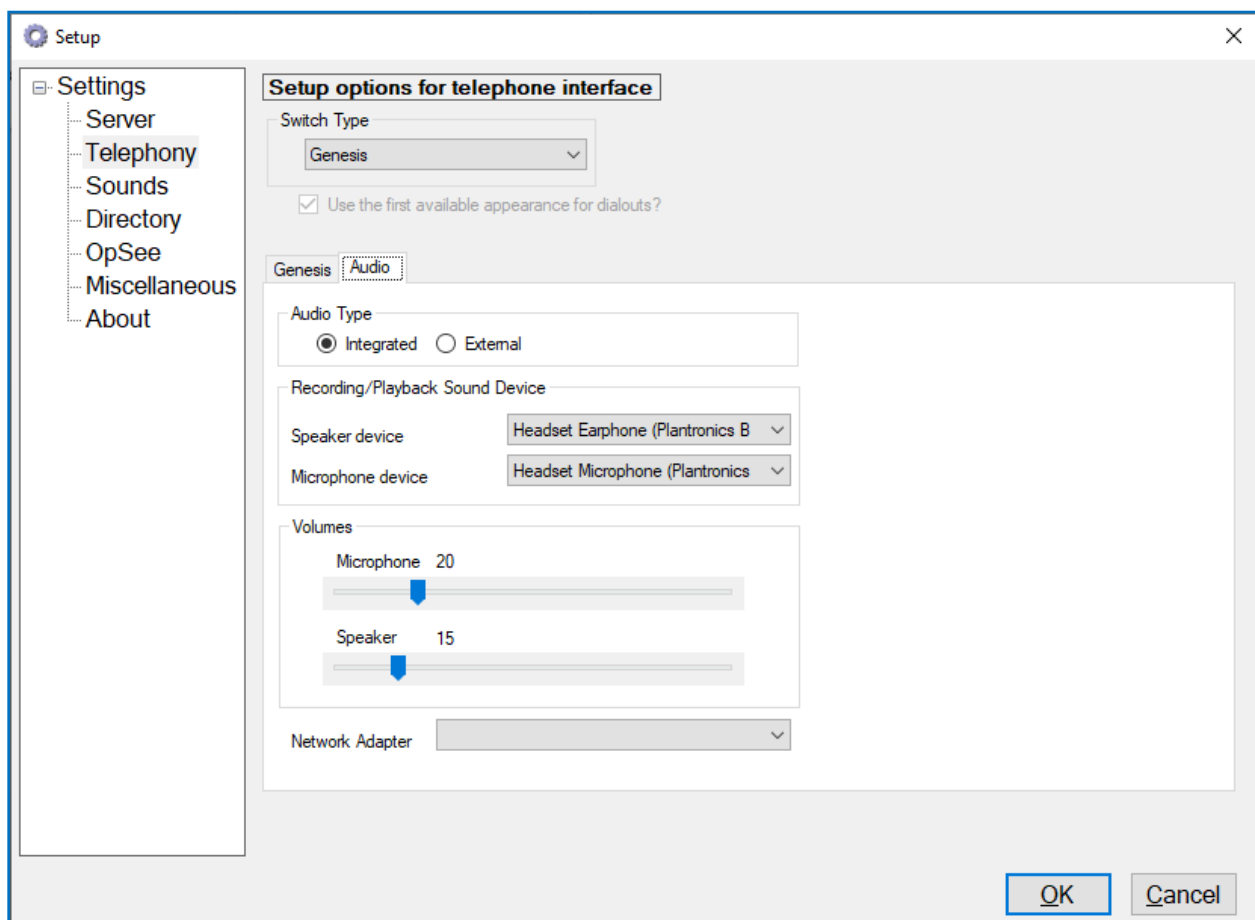 Setup
Settings
Server
Telephony
Sounds
Directory
OpSee
Miscellaneous
About
Setup options for telephone interface
Switch Type
Genesis
Use the first available appearance for dialouts?
Genesis Audio
Audio Type
Integrated External
Recording/Playback Sound Device
Speaker device Headset Earphone (Plantronics B
Microphone device Headset Microphone (Plantronics
Volumes
Microphone 20
Speaker 15
Network Adapter
OK Cancel